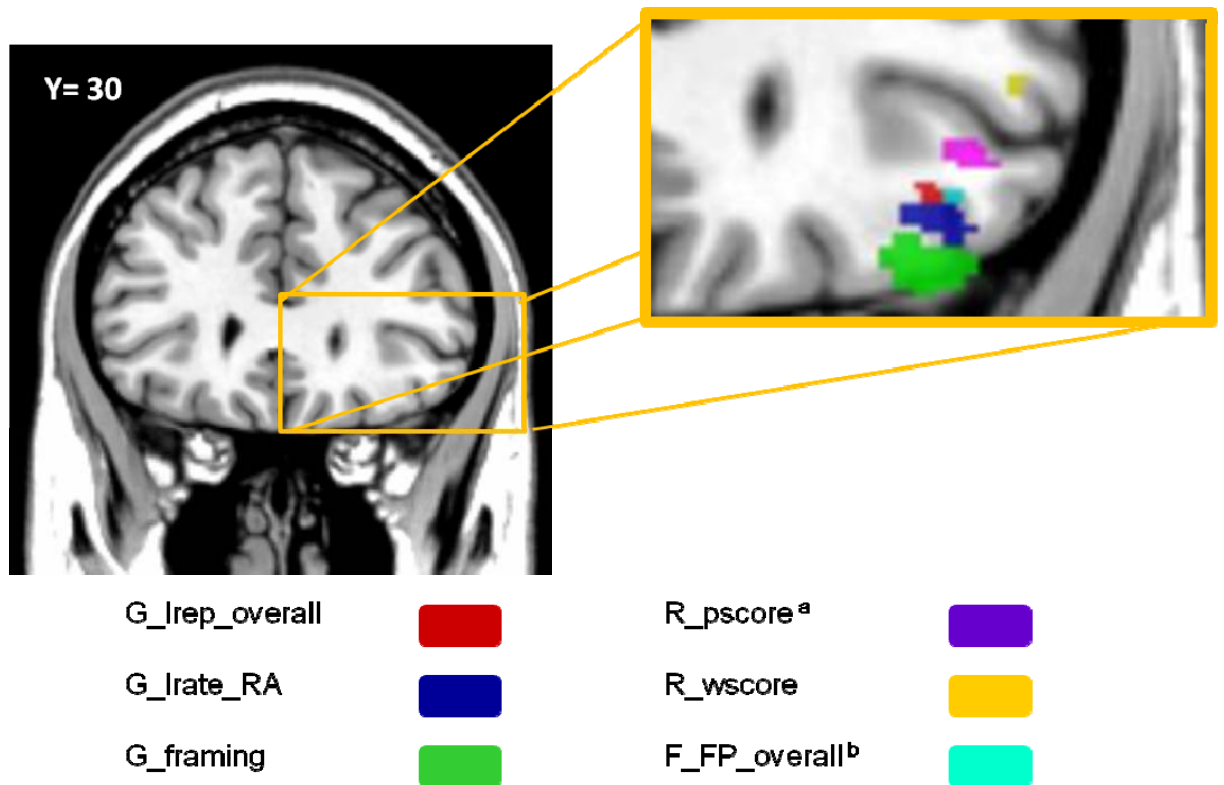 Y= 30
G_Irep_overall
R_pscore a
G_Irate_RA
R_wscore
G_framing
F_FP_overall b